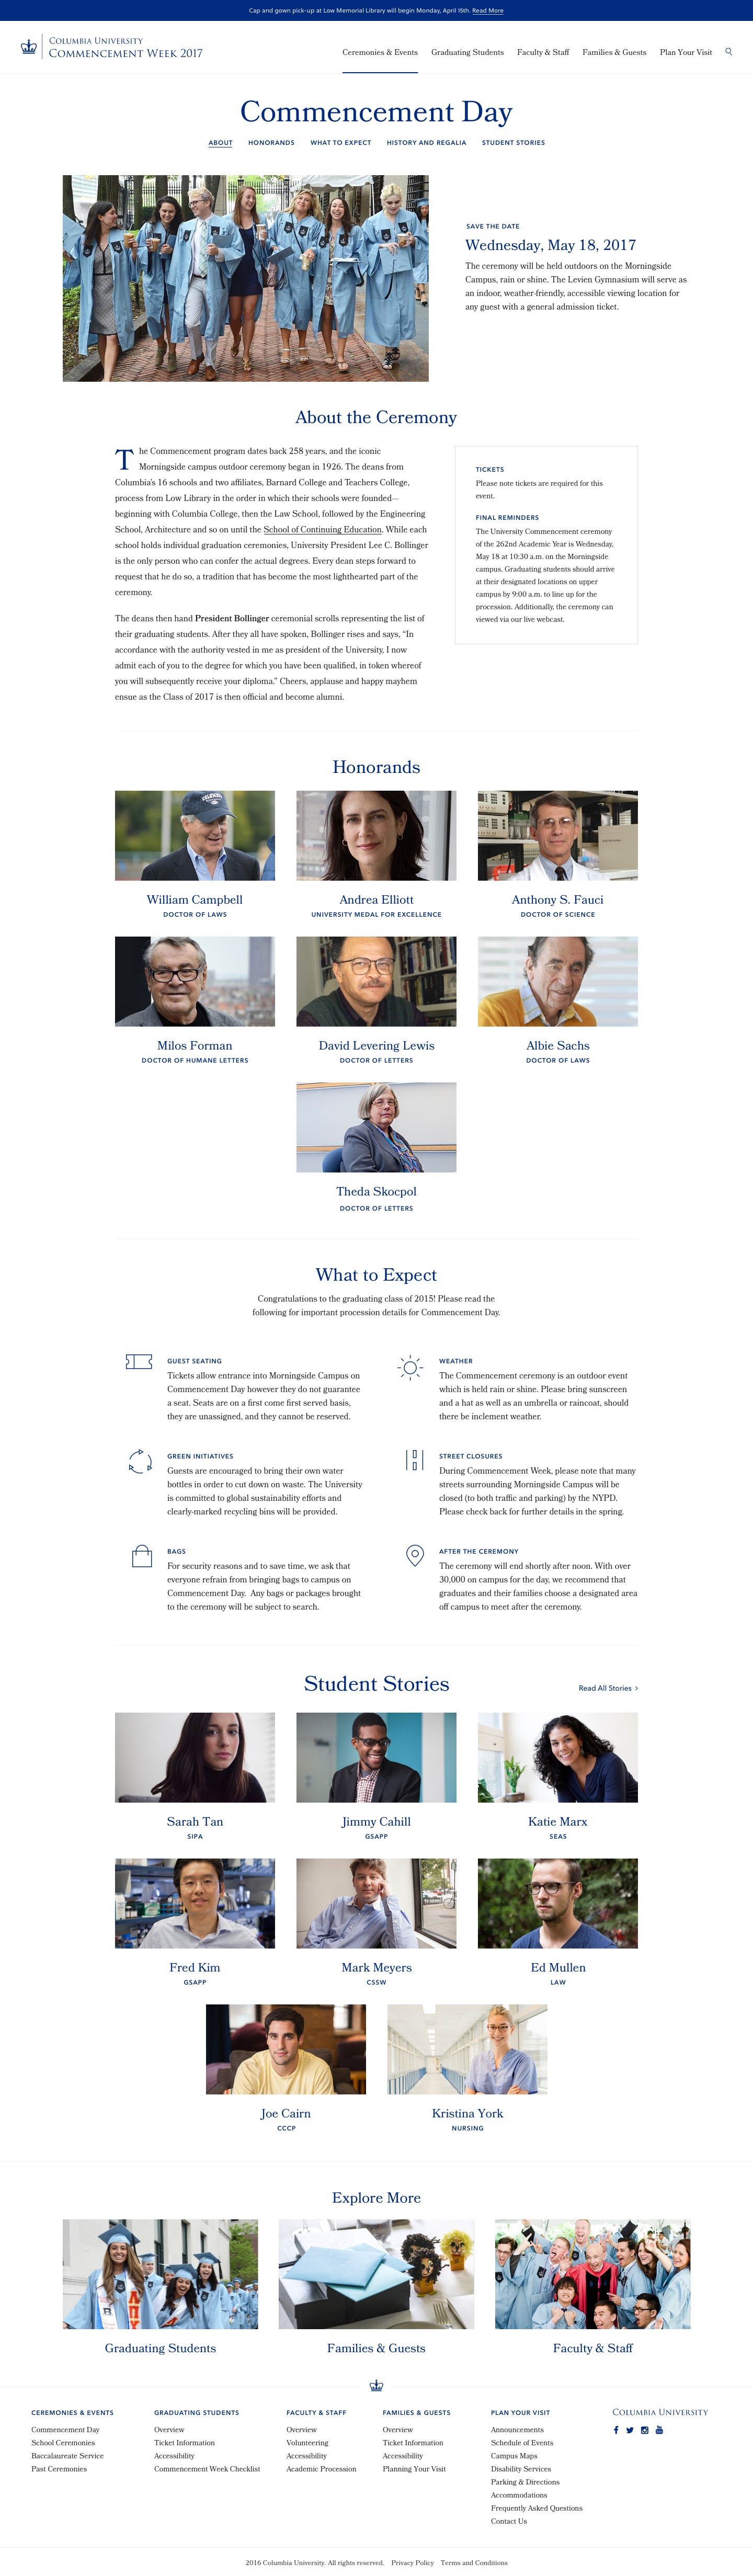 Cap and gown pick-up at Low Memorial Library will begin Monday, April 15th. Read More
Columbia University
Commencement Week 2017
Ceremonies & Events
Graduating Students
Faculty & Staff
Families & Guests
Plan Your Visit
Commencement Day
ABOUT
HONORANDS
WHAT TO EXPECT
HISTORY AND REGALIA
STUDENT STORIES
SAVE THE DATE
Wednesday, May 18, 2017
The ceremony will be held outdoors on the Morningside
Campus, rain or shine. The Levien Gymnasium will serve as
an indoor, weather-friendly, accessible viewing location for
any guest with a general admission ticket.
About the Ceremony
The Commencement program dates back 258 years, and the iconic
Morningside campus outdoor ceremony began in 1926. The deans from
Columbia's 16 schools and two affiliates, Barnard College and Teachers College,
process from Low Library in the order in which their schools were founded—
beginning with Columbia College, then the Law School, followed by the Engineering
School, Architecture and so on until the School of Continuing Education. While each
school holds individual graduation ceremonies, University President Lee C. Bollinger
is the only person who can confer the actual degrees. Every dean steps forward to
request that he do so, a tradition that has become the most lighthearted part of the
ceremony.
The deans then hand President Bollinger ceremonial scrolls representing the list of
their graduating students. After they all have spoken, Bollinger rises and says, “In
accordance with the authority vested in me as president of the University, I now
admit each of you to the degree for which you have been qualified, in token whereof
you will subsequently receive your diploma.” Cheers, applause and happy mayhem
ensue as the Class of 2017 is then official and become alumni.
TICKETS
Please note tickets are required for this
event.
FINAL REMINDERS
The University Commencement ceremony
of the 262nd Academic Year is Wednesday,
May 18 at 10:30 a.m. on the Morningside
campus. Graduating students should arrive
at their designated locations on upper
campus by 9:00 a.m. to line up for the
procession. Additionally, the ceremony can
viewed via our live webcast.
Honorands
William Campbell
DOCTOR OF LAWS
Andrea Elliott
UNIVERSITY MEDAL FOR EXCELLENCE
Anthony S. Fauci
DOCTOR OF SCIENCE
Milos Forman
DOCTOR OF HUMANE LETTERS
David Levering Lewis
DOCTOR OF LETTERS
Albie Sachs
DOCTOR OF LAWS
Theda Skocpol
DOCTOR OF LETTERS
What to Expect
Congratulations to the graduating class of 2015! Please read the
following for important procession details for Commencement Day.
GUEST SEATING
Tickets allow entrance into Morningside Campus on
Commencement Day however they do not guarantee
a seat. Seats are on a first come first served basis,
they are unassigned, and they cannot be reserved.
WEATHER
The Commencement ceremony is an outdoor event
which is held rain or shine. Please bring sunscreen
and a hat as well as an umbrella or raincoat, should
there be inclement weather.
GREEN INITIATIVES
Guests are encouraged to bring their own water
bottles in order to cut down on waste. The University
is committed to global sustainability efforts and
clearly-marked recycling bins will be provided.
STREET CLOSURES
During Commencement Week, please note that many
streets surrounding Morningside Campus will be
closed (to both traffic and parking) by the NYPD.
Please check back for further details in the spring.
BAGS
For security reasons and to save time, we ask that
everyone refrain from bringing bags to campus on
Commencement Day. Any bags or packages brought
to the ceremony will be subject to search.
AFTER THE CEREMONY
The ceremony will end shortly after noon. With over
30,000 on campus for the day, we recommend that
graduates and their families choose a designated area
off campus to meet after the ceremony.
Student Stories
Read All Stories
Sarah Tan
SIPA
Jimmy Cahill
GSAPP
Katie Marx
SEAS
Fred Kim
GSAPP
Mark Meyers
CSSW
Ed Mullen
LAW
Joe Cairn
CCCP
Kristina York
NURSING
Explore More
Graduating Students
Families & Guests
Faculty & Staff
CEREMONIES & EVENTS
Commencement Day
School Ceremonies
Baccalaureate Service
Past Ceremonies
GRADUATING STUDENTS
Overview
Ticket Information
Accessibility
Commencement Week Checklist
FACULTY & STAFF
Overview
Volunteering
Accessibility
Academic Procession
FAMILIES & GUESTS
Overview
Ticket Information
Accessibility
Planning Your Visit
PLAN YOUR VISIT
Announcements
Schedule of Events
Campus Maps
Disability Services
Parking & Directions
Accommodations
Frequently Asked Questions
Contact Us
Columbia University
2016 Columbia University. All rights reserved.
Privacy Policy
Terms and Conditions